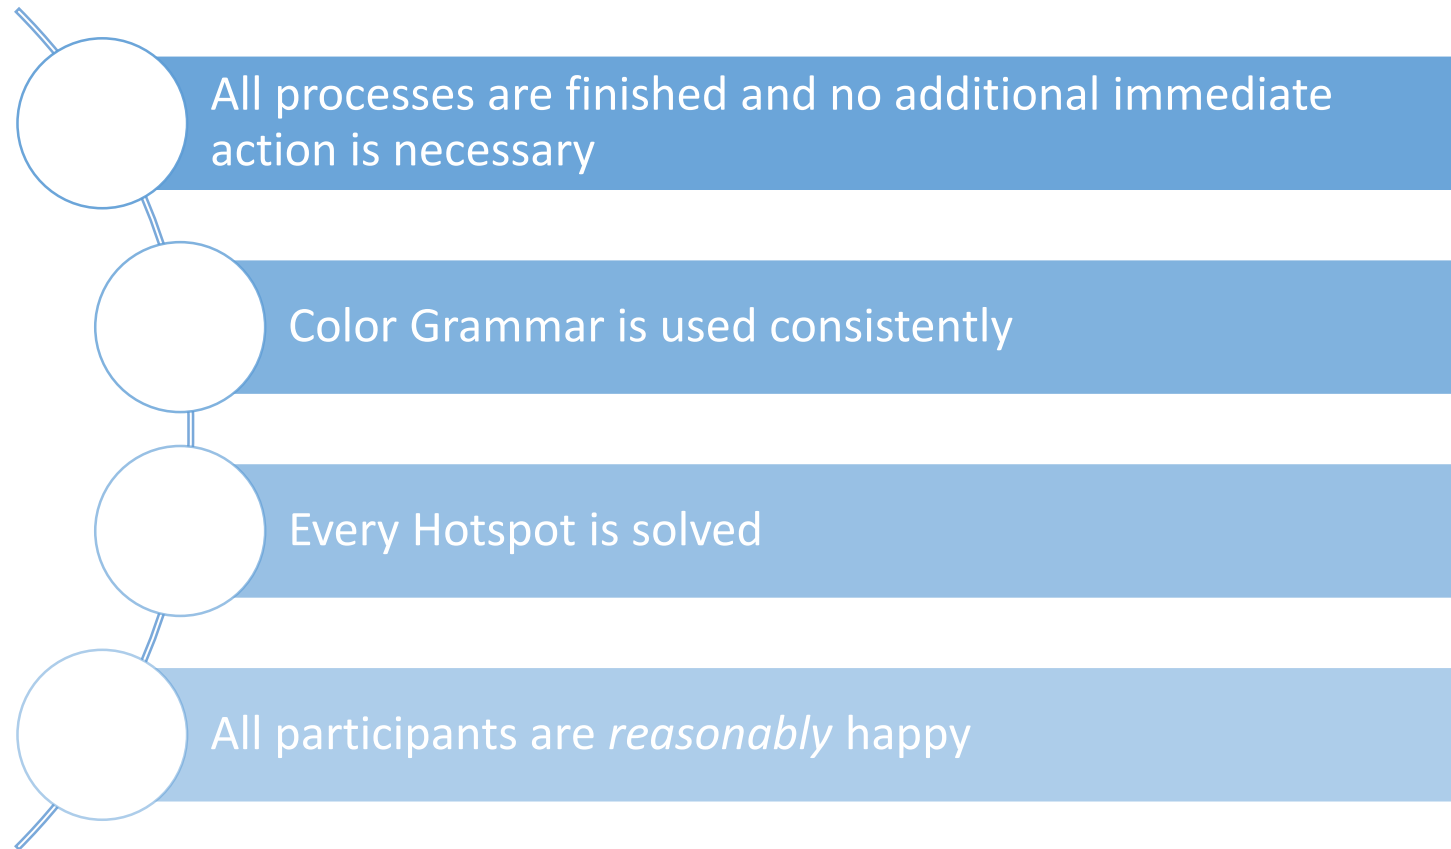 All processes are finished and no additional immediate
action is necessary
Color Grammar is used consistently
Every Hotspot is solved
All participants are reasonably happy